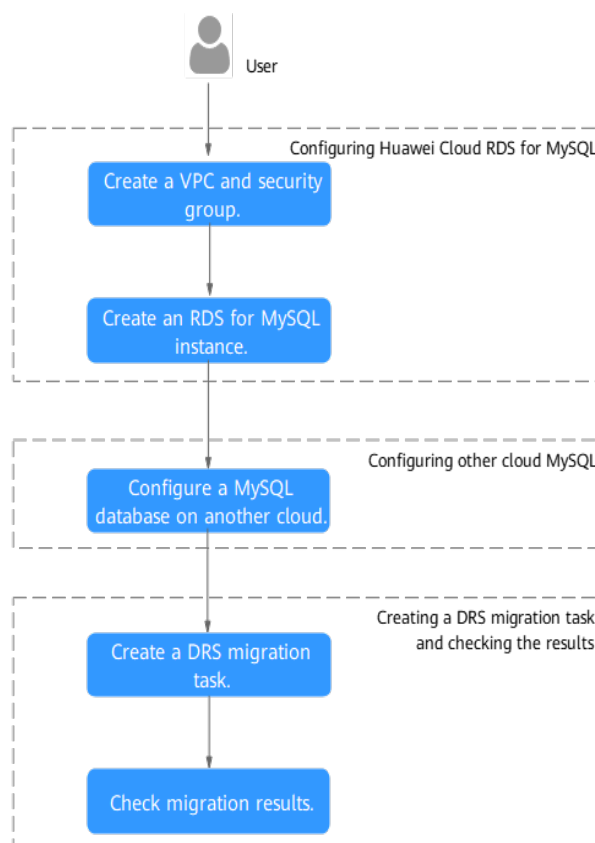 User
Configuring Huawei Cloud RDS for MySQL
Create a VPC and security
group.
Create an RDS for MySQL
instance.
Configuring other cloud MySQL
Configure a MySQL
database on another cloud.
Creating a DRS migration task
and checking the results
Create a DRS migration
task.
Check migration results.